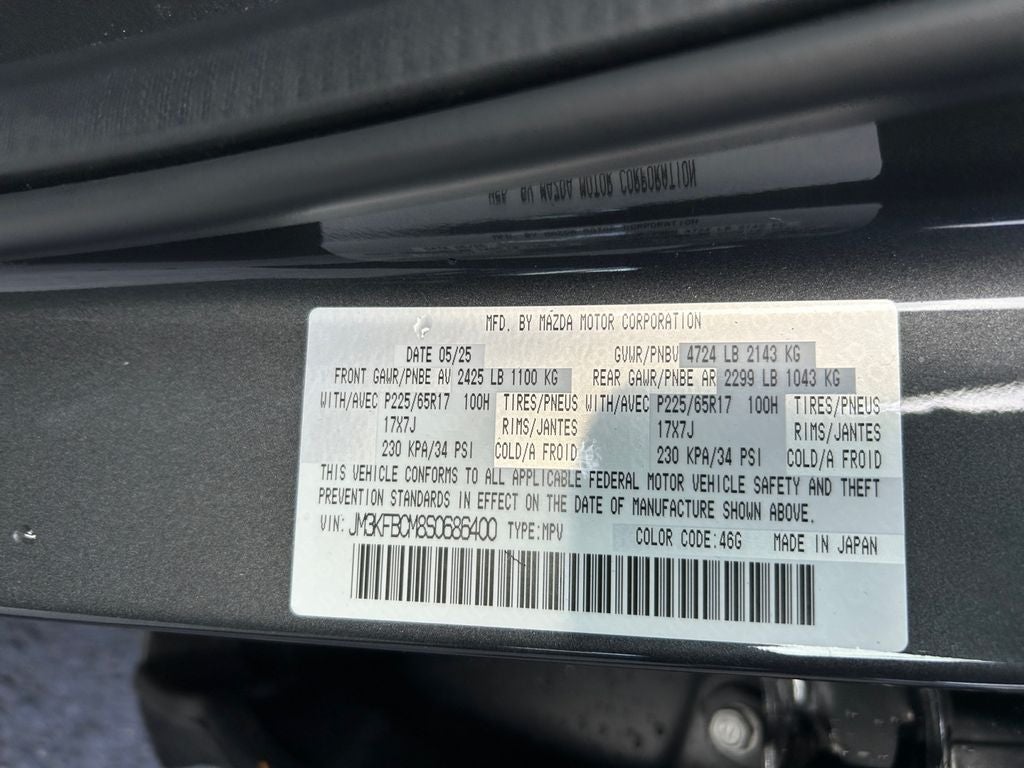 MFD. BY MAZDA MOTOR CORPORATION
DATE 05/25 GVWR/PNBV 4724 LB 2143 KG
FRONT GAWR/PNBE AV 2425 LB 1100 KG REAR GAWR/PNBE AR 2299 LB 1043 KG
WITH/AVEC P225/65R17 100H TIRES/PNEUS WITH/AVEC P225/65R17 100H TIRES/PNEUS
17X7J RIMS/JANTES 17X7J RIMS/JANTES
230 KPA/34 PSI COLD/A FROID 230 KPA/34 PSI COLD/A FROID
THIS VEHICLE CONFORMS TO ALL APPLICABLE FEDERAL MOTOR VEHICLE SAFETY AND THEFT
PREVENTION STANDARDS IN EFFECT ON THE DATE OF MANUFACTURE SHOWN ABOVE.
VIN: JM3KFBCM8S0686400 TYPE:MPV COLOR CODE:46G MADE IN JAPAN